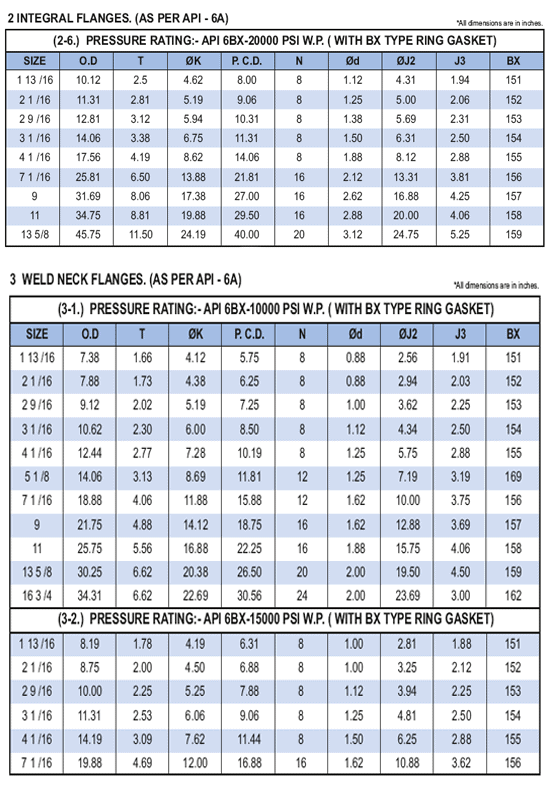 2 INTEGRAL FLANGES. (AS PER API - 6A)
*All dimensions are in inches.
(2-6.) PRESSURE RATING:- API 6BX-20000 PSI W.P. ( WITH BX TYPE RING GASKET)
SIZE O.D T ØK P. C.D. N Ød ØJ2 J3 BX
1 13 /16 10.12 2.5 4.62 8.00 8 1.12 4.31 1.94 151
2 1 /16 11.31 2.81 5.19 9.06 8 1.25 5.00 2.06 152
2 9 /16 12.81 3.12 5.94 10.31 8 1.38 5.69 2.31 153
3 1 /16 14.06 3.38 6.75 11.31 8 1.50 6.31 2.50 154
4 1 /16 17.56 4.19 8.62 14.06 8 1.88 8.12 2.88 155
7 1 /16 25.81 6.50 13.88 21.81 16 2.12 13.31 3.81 156
9 31.69 8.06 17.38 27.00 16 2.62 16.88 4.25 157
11 34.75 8.81 19.88 29.50 16 2.88 20.00 4.06 158
13 5/8 45.75 11.50 24.19 40.00 20 3.12 24.75 5.25 159
3 WELD NECK FLANGES. (AS PER API - 6A)
*All dimensions are in inches.
(3-1.) PRESSURE RATING:- API 6BX-10000 PSI W.P. ( WITH BX TYPE RING GASKET)
SIZE O.D T ØK P. C.D. N Ød ØJ2 J3 BX
1 13 /16 7.38 1.66 4.12 5.75 8 0.88 2.56 1.91 151
2 1 /16 7.88 1.73 4.38 6.25 8 0.88 2.94 2.03 152
2 9 /16 9.12 2.02 5.19 7.25 8 1.00 3.62 2.25 153
3 1 /16 10.62 2.30 6.00 8.50 8 1.12 4.34 2.50 154
4 1 /16 12.44 2.77 7.28 10.19 8 1.25 5.75 2.88 155
5 1 /8 14.06 3.13 8.69 11.81 12 1.25 7.19 3.19 169
7 1 /16 18.88 4.06 11.88 15.88 12 1.62 10.00 3.75 156
9 21.75 4.88 14.12 18.75 16 1.62 12.88 3.69 157
11 25.75 5.56 16.88 22.25 16 1.88 15.75 4.06 158
13 5 /8 30.25 6.62 20.38 26.50 20 2.00 19.50 4.50 159
16 3 /4 34.31 6.62 22.69 30.56 24 2.00 23.69 3.00 162
(3-2.) PRESSURE RATING:- API 6BX-15000 PSI W.P. ( WITH BX TYPE RING GASKET)
1 13 /16 8.19 1.78 4.19 6.31 8 1.00 2.81 1.88 151
2 1 /16 8.75 2.00 4.50 6.88 8 1.00 3.25 2.12 152
2 9 /16 10.00 2.25 5.25 7.88 8 1.12 3.94 2.25 153
3 1 /16 11.31 2.53 6.06 9.06 8 1.25 4.81 2.50 154
4 1 /16 14.19 3.09 7.62 11.44 8 1.50 6.25 2.88 155
7 1 /16 19.88 4.69 12.00 16.88 16 1.62 10.88 3.62 156